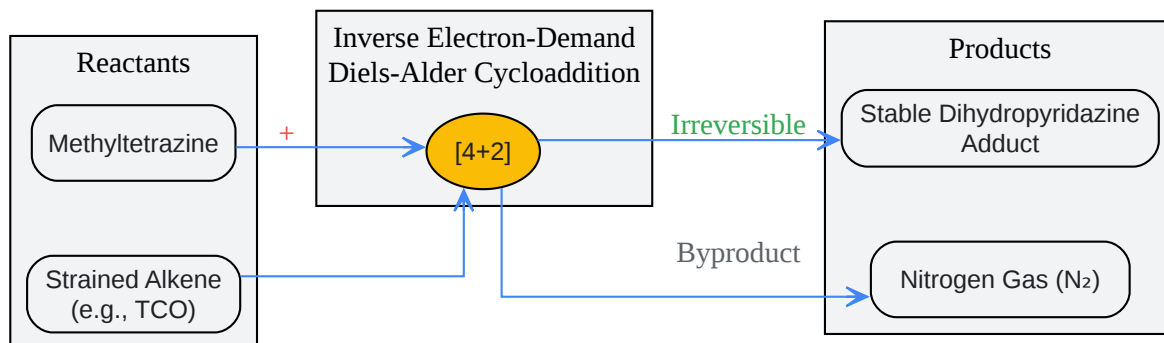 Reactants
Methyltetrazine
Strained Alkene
(e.g., TCO)
+
Inverse Electron-Demand
Diels-Alder Cycloaddition
[4+2]
Irreversible
Byproduct
Products
Stable Dihydropyridazine
Adduct
Nitrogen Gas (N₂)